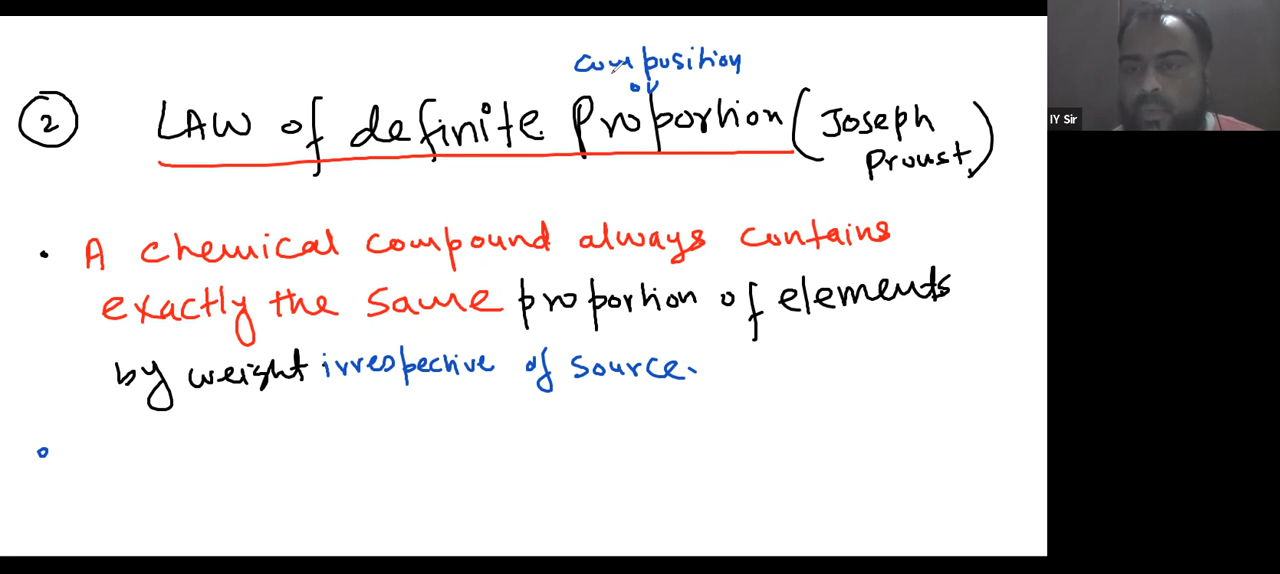 composition
2 LAW of definite Proportion (Joseph
Proust)
• A chemical compound always contains
exactly the same proportion of elements
by weight irrespective of source.
IY Sir